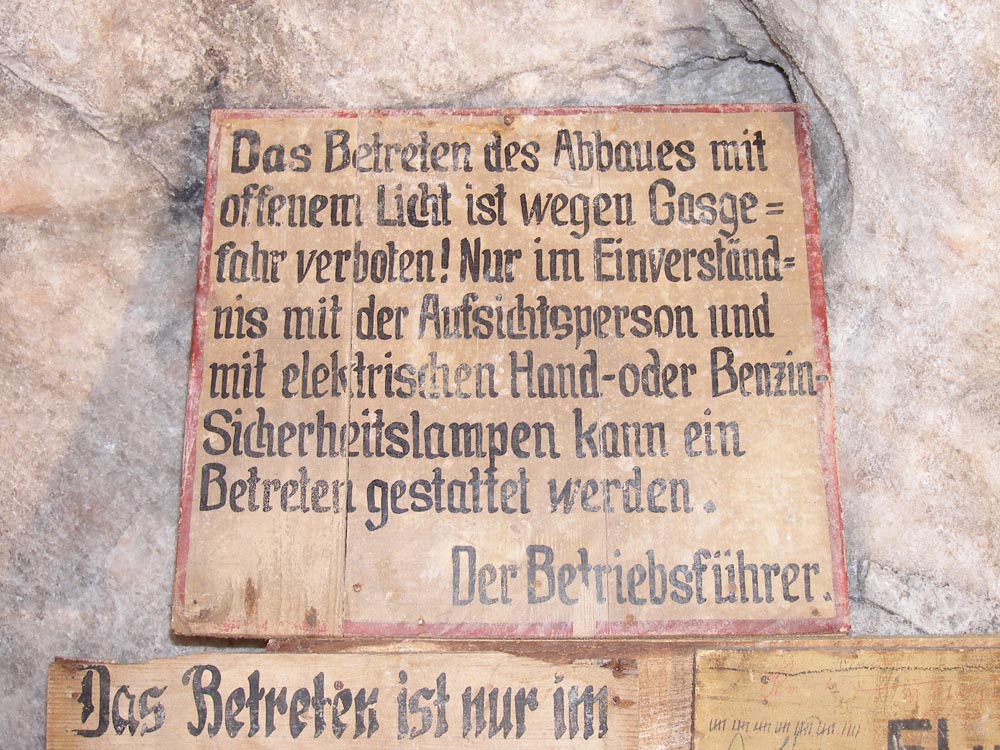 Das Betreten des Abbaues mit
offenem Licht ist wegen Gasge=
fahr verboten! Nur im Einverständ=
nis mit der Aufsichtsperson und
mit elektrischen Hand-oder Benzin-
Sicherheitslampen kann ein
Betreten gestattet werden.
Der Betriebsführer.
Das Betreten ist nur im